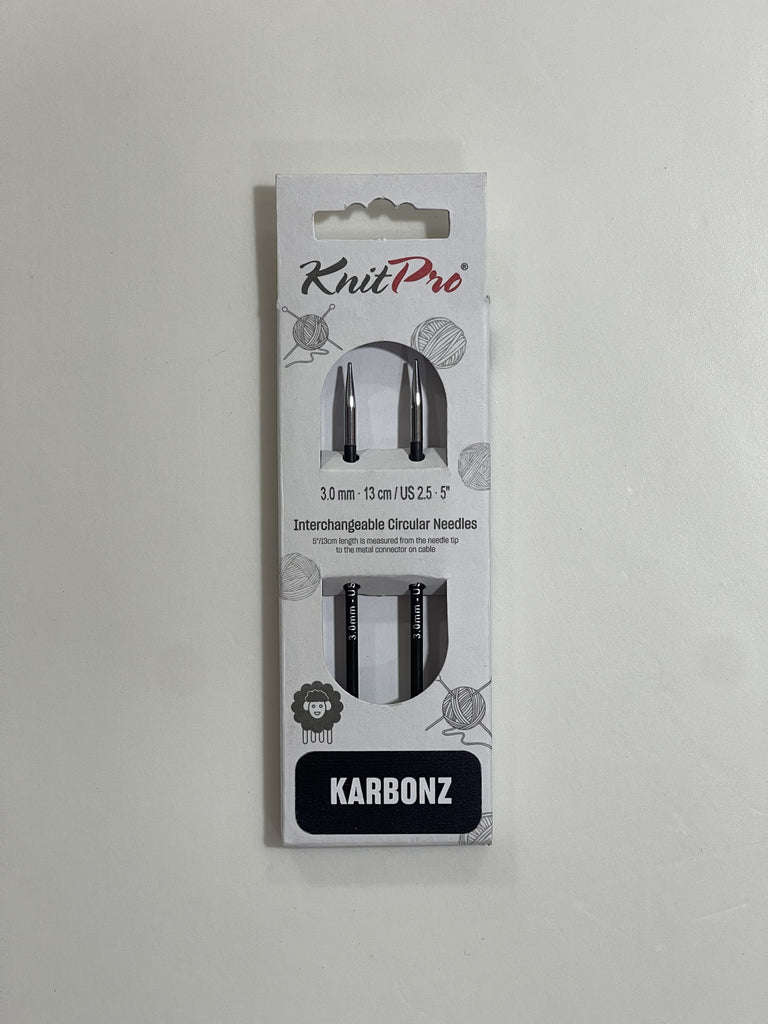 KnitPro®
3.0 mm · 13 cm / US 2.5 · 5"
Interchangeable Circular Needles
5"/13cm length is measured from the needle tip
to the metal connector on cable
3.0mm - US
3.0mm - US
KARBONZ